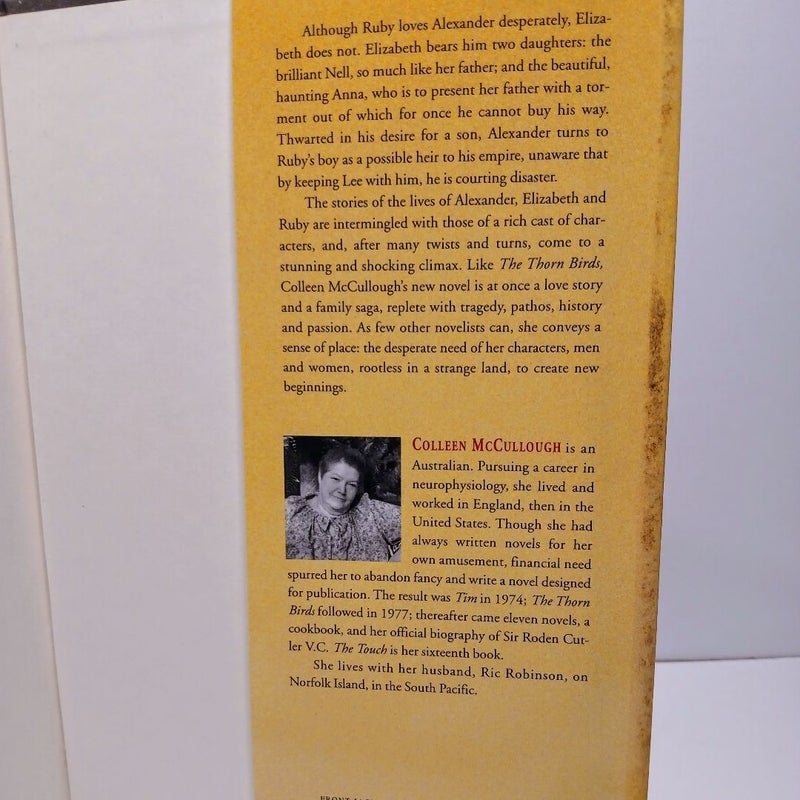 Although Ruby loves Alexander desperately, Eliza-
beth does not. Elizabeth bears him two daughters: the
brilliant Nell, so much like her father; and the beautiful,
haunting Anna, who is to present her father with a tor-
ment out of which for once he cannot buy his way.
Thwarted in his desire for a son, Alexander turns to
Ruby's boy as a possible heir to his empire, unaware that
by keeping Lee with him, he is courting disaster.
The stories of the lives of Alexander, Elizabeth and
Ruby are intermingled with those of a rich cast of char-
acters, and, after many twists and turns, come to a
stunning and shocking climax. Like The Thorn Birds,
Colleen McCullough's new novel is at once a love story
and a family saga, replete with tragedy, pathos, history
and passion. As few other novelists can, she conveys a
sense of place: the desperate need of her characters, men
and women, rootless in a strange land, to create new
beginnings.
COLLEEN MCCULLOUGH is an
Australian. Pursuing a career in
neurophysiology, she lived and
worked in England, then in the
United States. Though she had
always written novels for her
own amusement, financial need
spurred her to abandon fancy and write a novel designed
for publication. The result was Tim in 1974; The Thorn
Birds followed in 1977; thereafter came eleven novels, a
cookbook, and her official biography of Sir Roden Cut-
ler V.C. The Touch is her sixteenth book.
She lives with her husband, Ric Robinson, on
Norfolk Island, in the South Pacific.